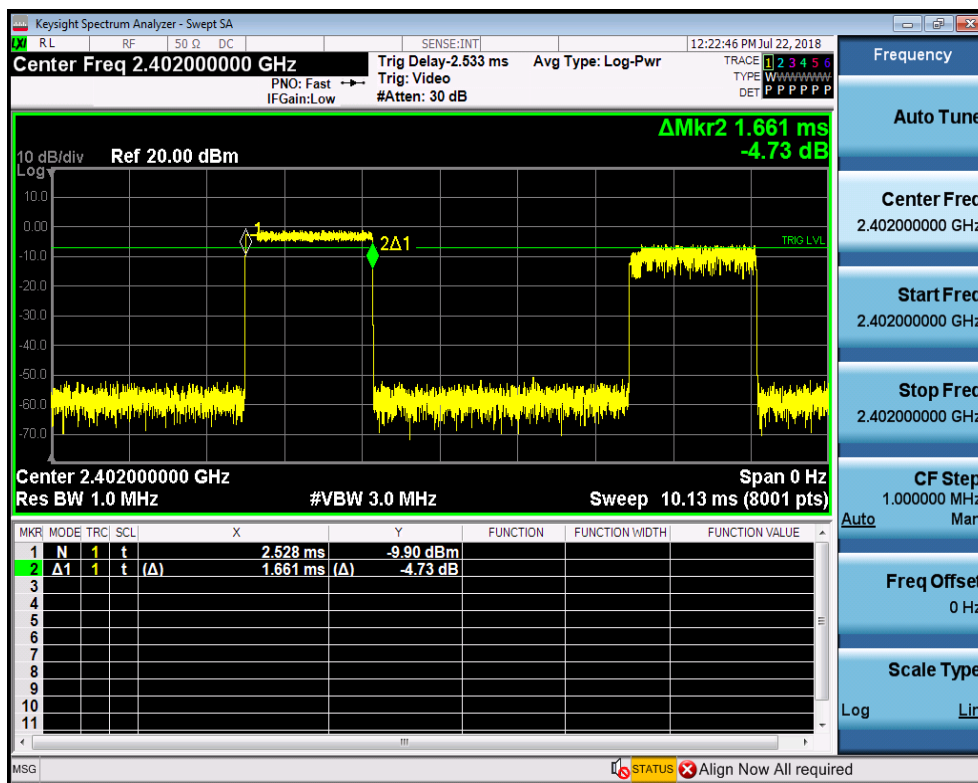 Keysight Spectrum Analyzer - Swept SA
LXI RL RF 50 Ω DC SENSE:INT 12:22:46 PM Jul 22, 2018
Center Freq 2.402000000 GHz
PNO: Fast
IFGain:Low
Trig Delay-2.533 ms
Trig: Video
#Atten: 30 dB
Avg Type: Log-Pwr
TRACE 1 2 3 4 5 6
TYPE WWWWWW
DET P P P P P P
ΔMkr2 1.661 ms
-4.73 dB
10 dB/div Ref 20.00 dBm
Log
10.0
0.00
-10.0
-20.0
-30.0
-40.0
-50.0
-60.0
-70.0
1
2Δ1
TRIG LVL
Center 2.402000000 GHz Span 0 Hz
Res BW 1.0 MHz #VBW 3.0 MHz Sweep 10.13 ms (8001 pts)
MKR MODE TRC SCL X Y FUNCTION FUNCTION WIDTH FUNCTION VALUE
1 N 1 t 2.528 ms -9.90 dBm
2 Δ1 1 t (Δ) 1.661 ms (Δ) -4.73 dB
3
4
5
6
7
8
9
10
11
MSG STATUS Align Now All required
Frequency
Auto Tune
Center Freq
2.402000000 GHz
Start Freq
2.402000000 GHz
Stop Freq
2.402000000 GHz
CF Step
1.000000 MHz
Auto Man
Freq Offset
0 Hz
Scale Type
Log Lin